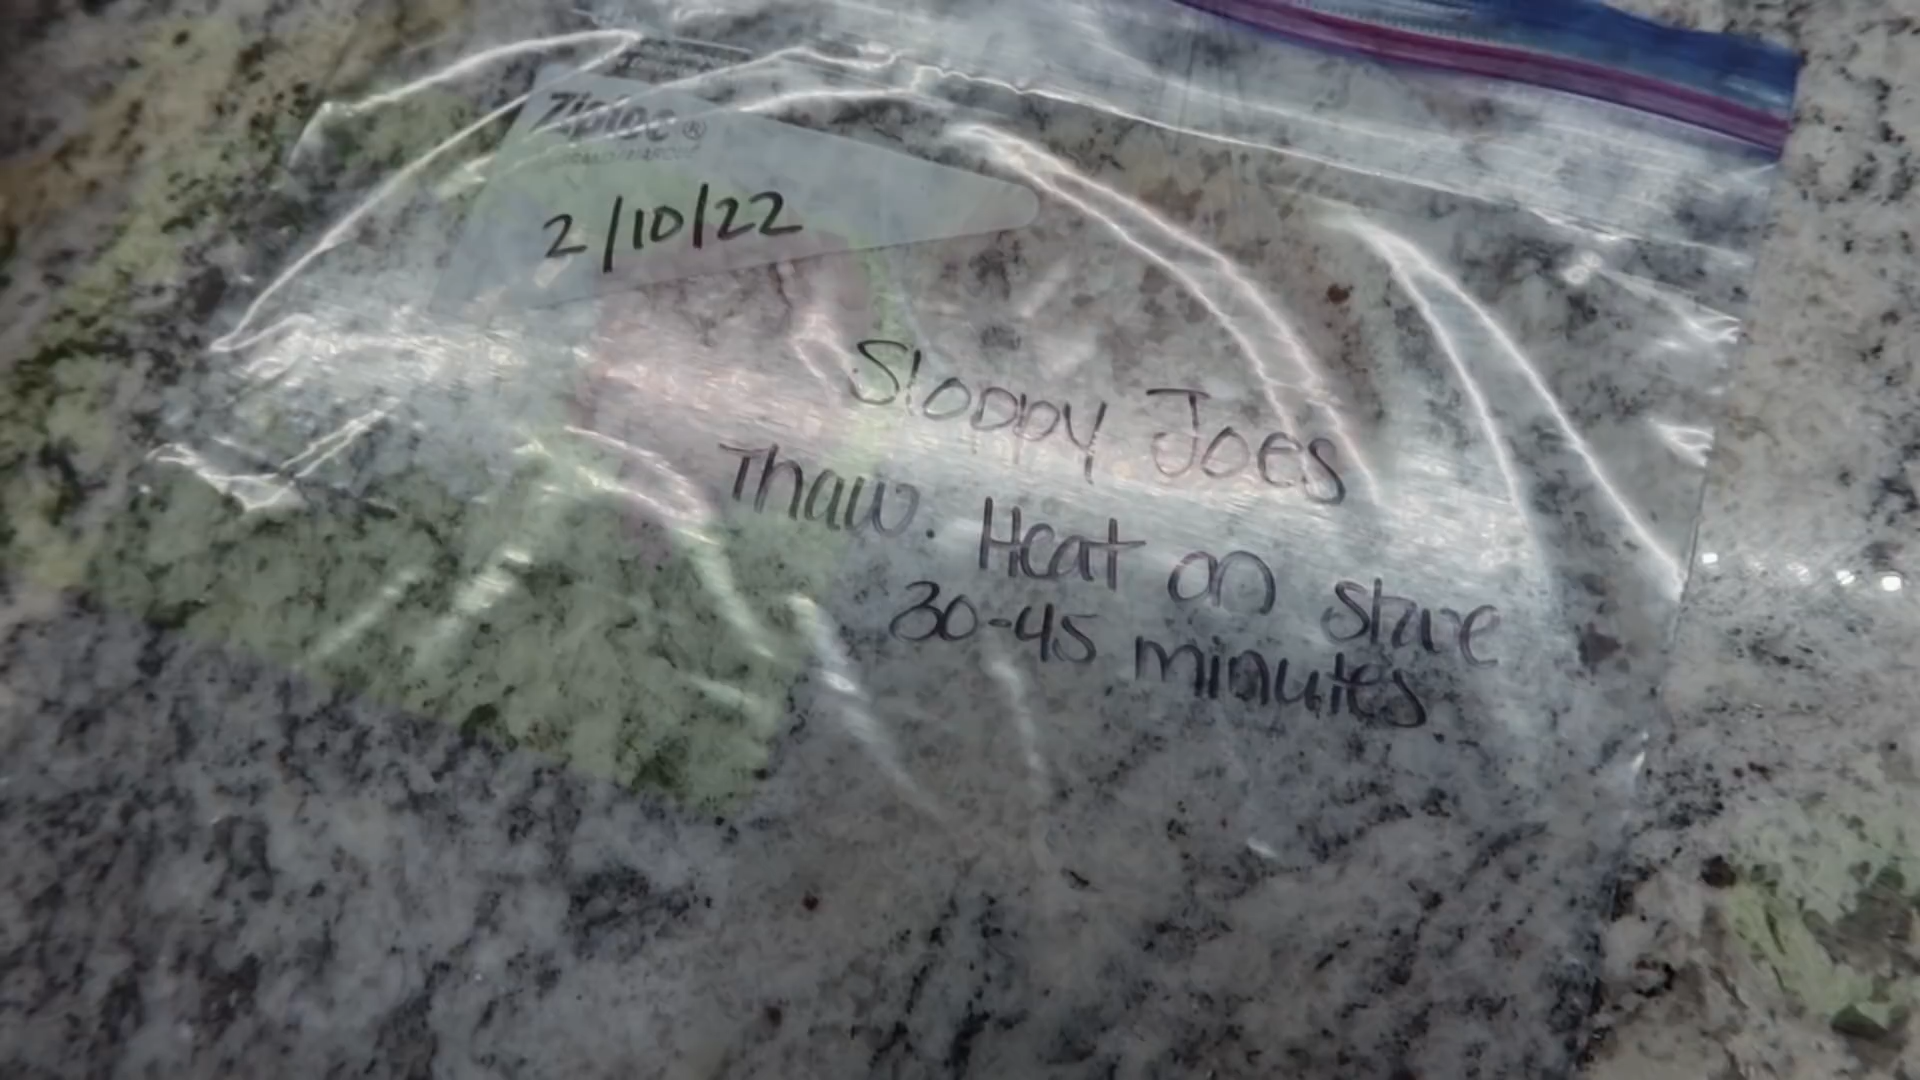 Ziploc®
2/10/22
Sloppy Joes
Thaw. Heat on stove
30-45 minutes